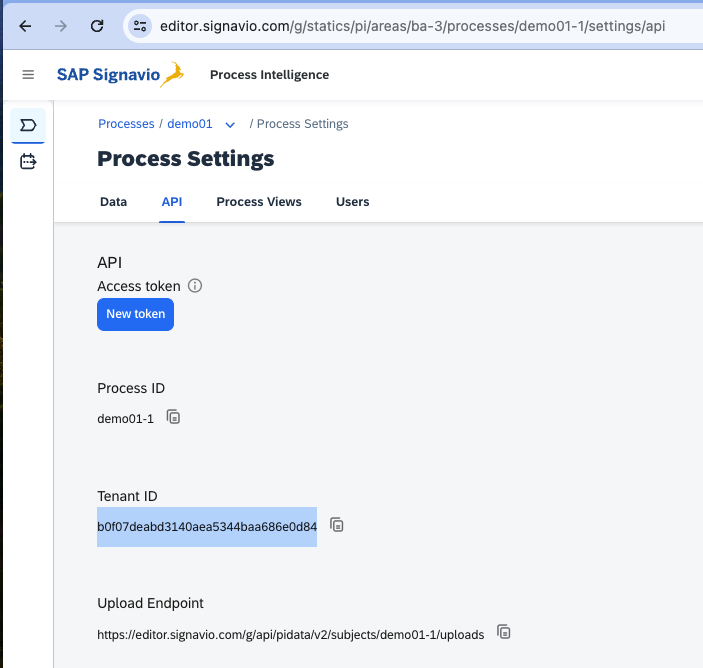 editor.signavio.com/g/statics/pi/areas/ba-3/processes/demo01-1/settings/api
SAP Signavio Process Intelligence
Processes / demo01 / Process Settings
Process Settings
Data API Process Views Users
API
Access token
New token
Process ID
demo01-1
Tenant ID
b0f07deabd3140aea5344baa686e0d84
Upload Endpoint
https://editor.signavio.com/g/api/pidata/v2/subjects/demo01-1/uploads